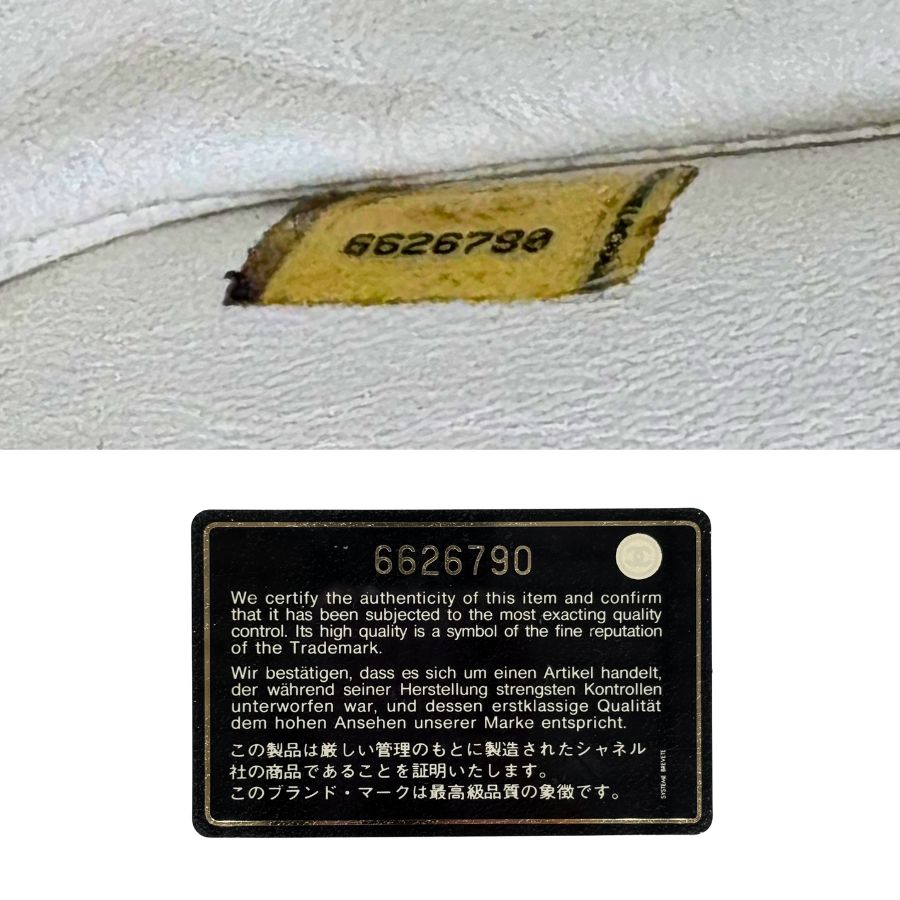 6626790
6626790
We certify the authenticity of this item and confirm
that it has been subjected to the most exacting quality
control. Its high quality is a symbol of the fine reputation
of the Trademark.
Wir bestätigen, dass es sich um einen Artikel handelt,
der während seiner Herstellung strengsten Kontrollen
unterworfen war, und dessen erstklassige Qualität
dem hohen Ansehen unserer Marke entspricht.
この製品は厳しい管理のもとに製造されたシャネル
社の商品であることを証明いたします。
このブランド・マークは最高級品質の象徴です。
SYSTEME BREVETE